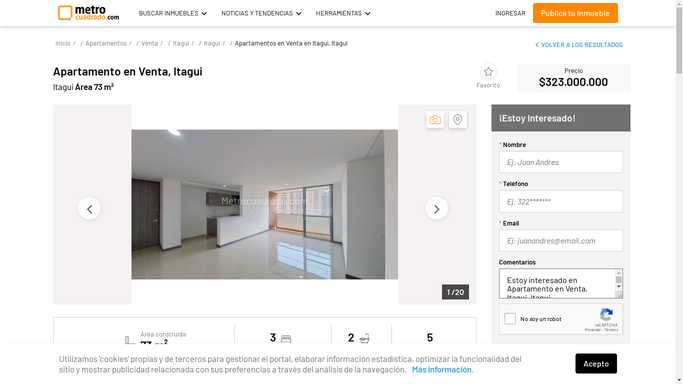 metro
cuadrado.com
BUSCAR INMUEBLES
NOTICIAS Y TENDENCIAS
HERRAMIENTAS
INGRESAR
Publica tu Inmueble
Inicio / / Apartamentos / / Venta / / Itagui / / Itagui / / Apartamentos en Venta en Itagui, Itagui
VOLVER A LOS RESULTADOS
Apartamento en Venta, Itagui
Itagui Área 73 m²
Favorito
Precio
$323.000.000
1 / 20
¡Estoy Interesado!
* Nombre
Ej: Juan Andres
* Telefono
Ej: 322*******
* Email
Ej: juanandres@email.com
Comentarios
Estoy interesado en
Apartamento en Venta,
Itagui, Itagui
No soy un robot
reCAPTCHA
Privacidad - Términos
Área construida
73 m²
3
2
5
Utilizamos 'cookies' propias y de terceros para gestionar el portal, elaborar información estadística, optimizar la funcionalidad del
sitio y mostrar publicidad relacionada con sus preferencias a través del análisis de la navegación. Más información.
Acepto